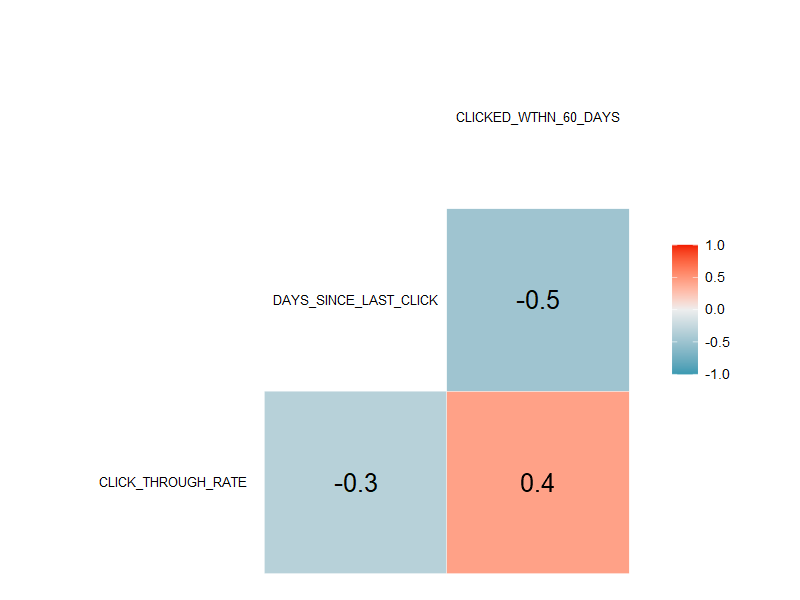 CLICKED_WTHN_60_DAYS
DAYS_SINCE_LAST_CLICK
-0.5
CLICK_THROUGH_RATE
-0.3
0.4
1.0
0.5
0.0
-0.5
-1.0